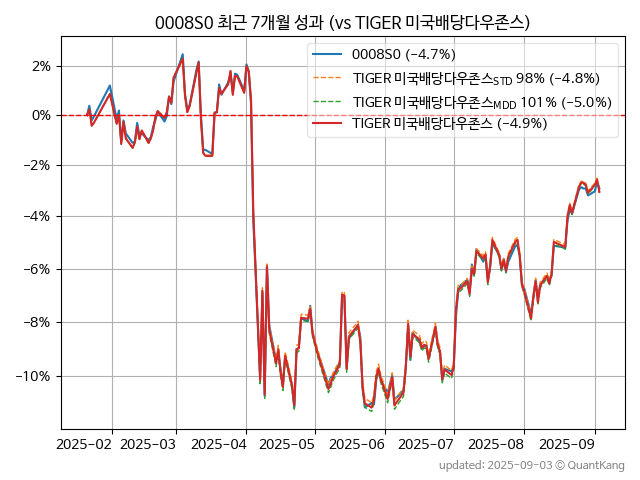 0008S0 최근 7개월 성과 (vs TIGER 미국배당다우존스)
0008S0 (−4.7%)
TIGER 미국배당다우존스STD 98% (−4.8%)
TIGER 미국배당다우존스MDD 101% (−5.0%)
TIGER 미국배당다우존스 (−4.9%)
2%
0%
−2%
−4%
−6%
−8%
−10%
2025-02 2025-03 2025-04 2025-05 2025-06 2025-07 2025-08 2025-09
updated: 2025-09-03 © QuantKang